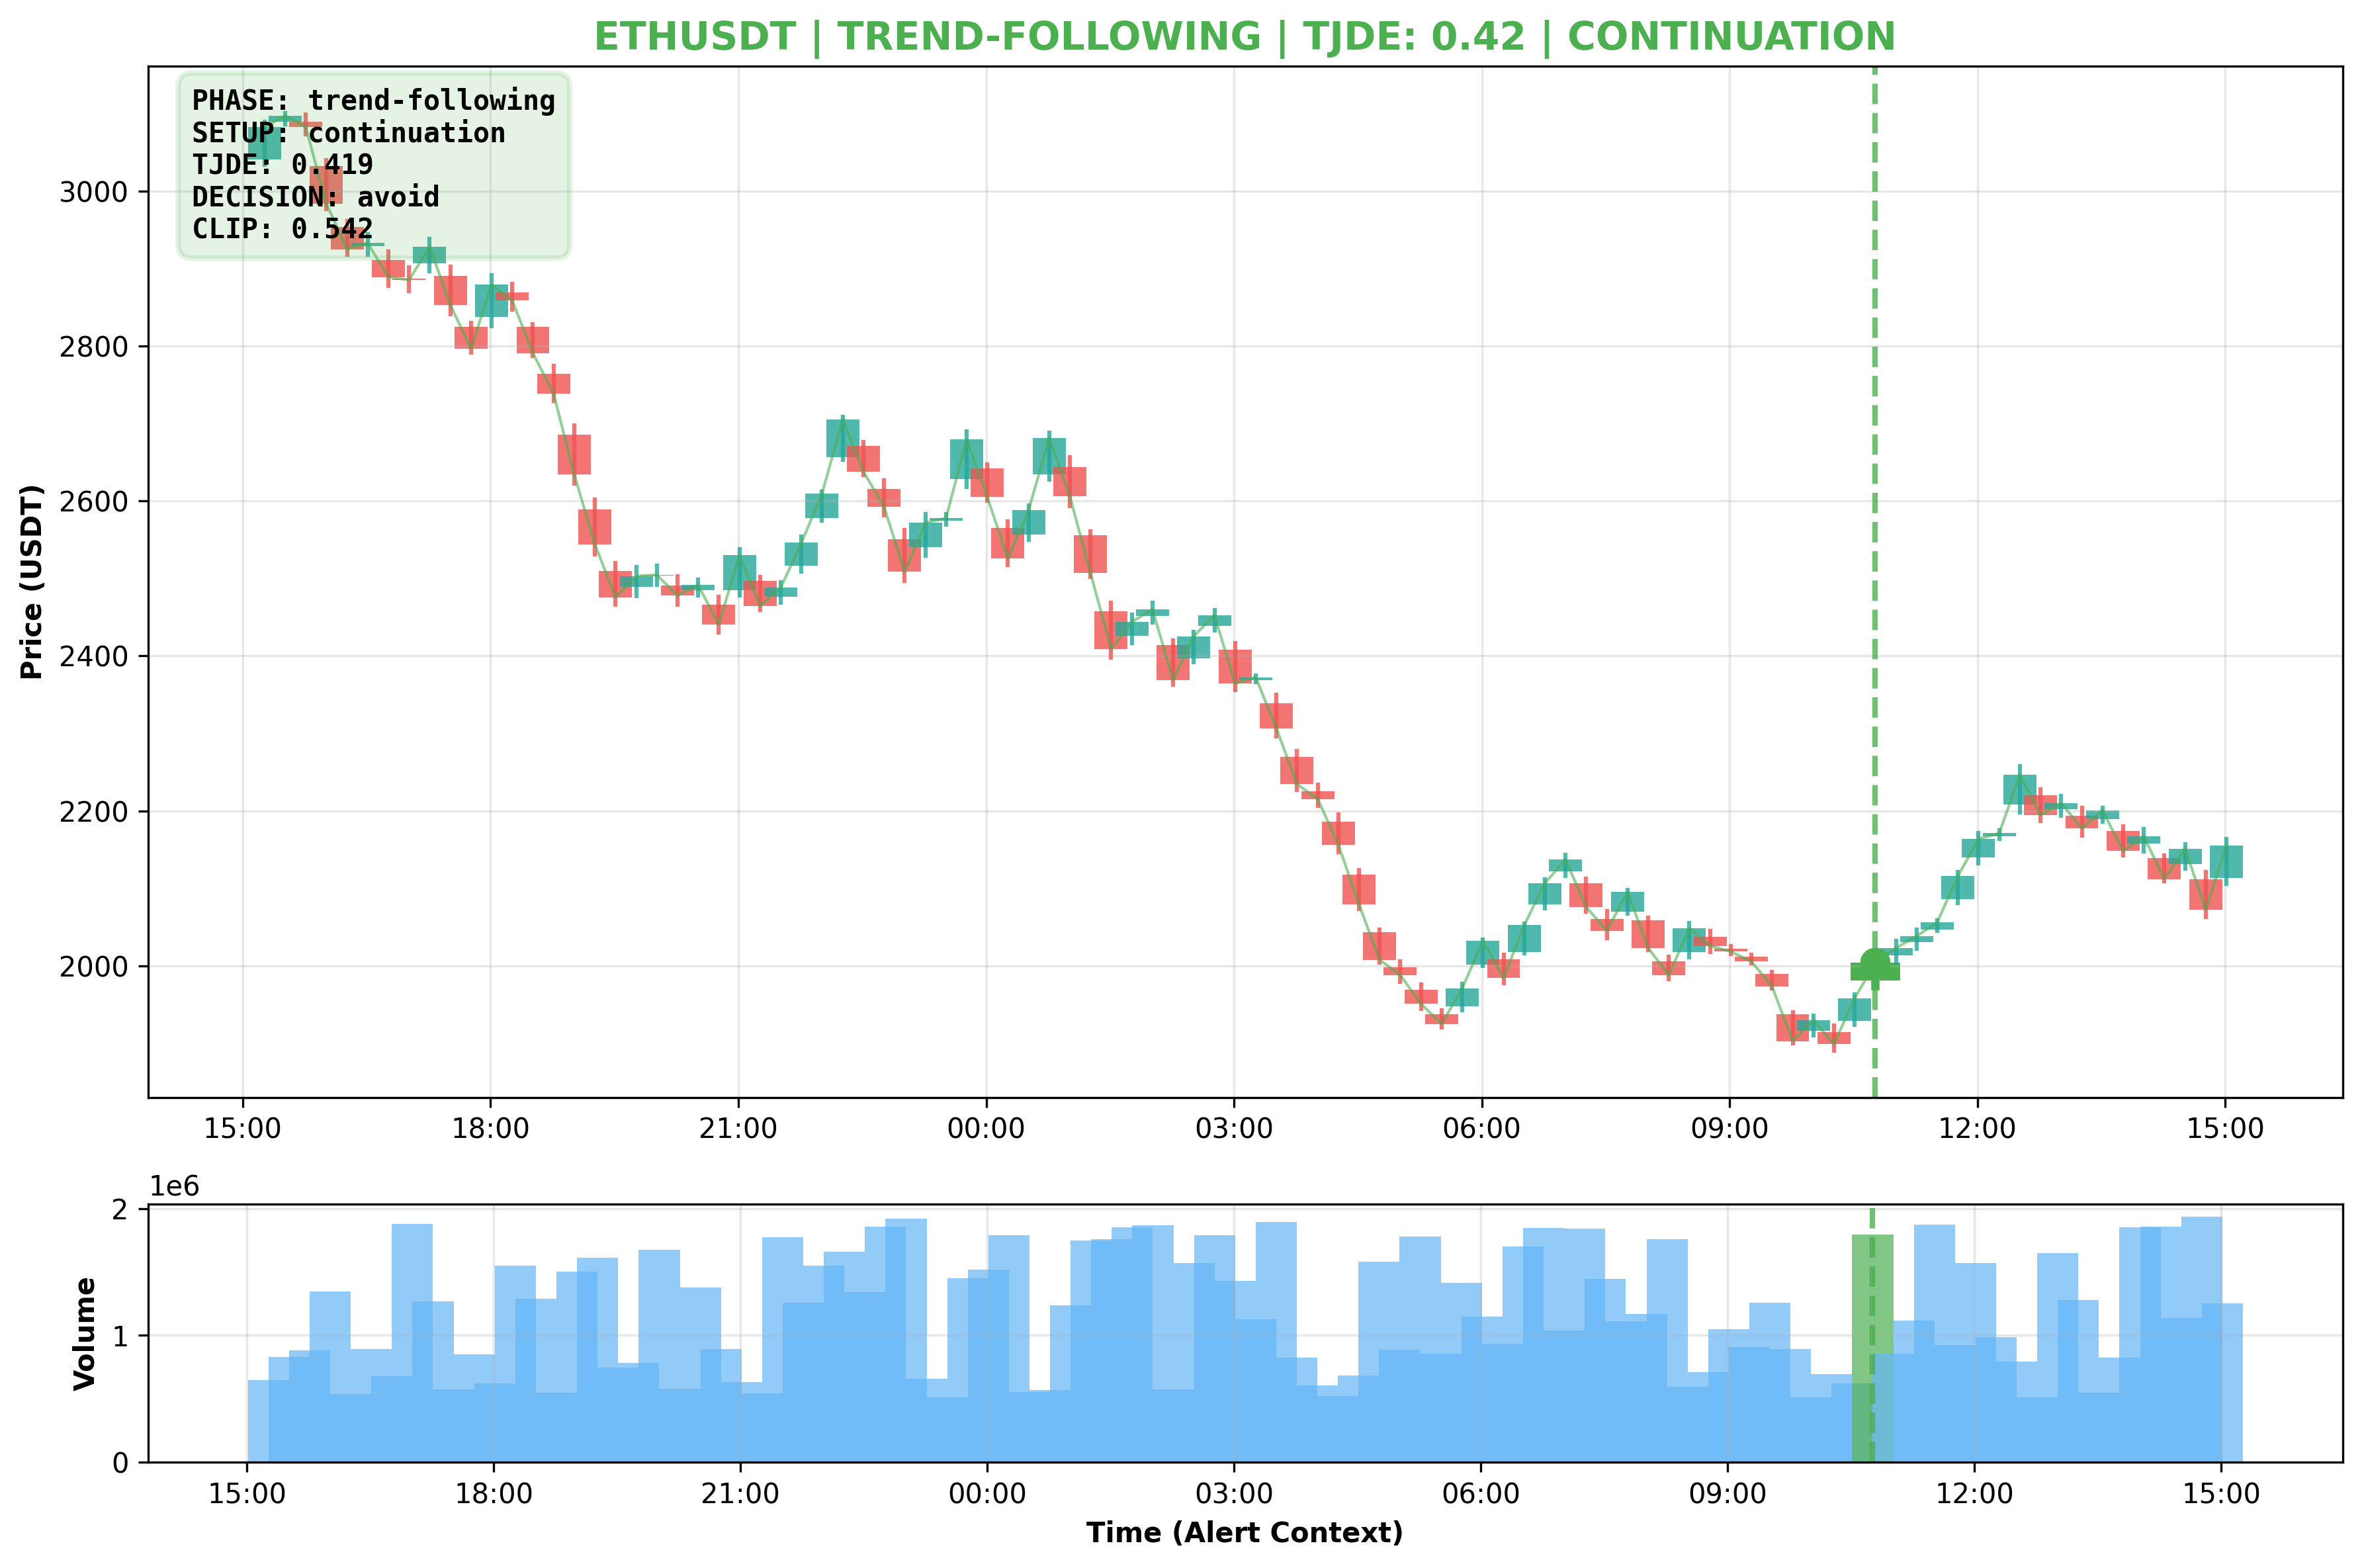 ETHUSDT | TREND-FOLLOWING | TJDE: 0.42 | CONTINUATION
PHASE: trend-following
SETUP: continuation
TJDE: 0.419
DECISION: avoid
CLIP: 0.542
Price (USDT)
3000
2800
2600
2400
2200
2000
15:00 18:00 21:00 00:00 03:00 06:00 09:00 12:00 15:00
1e6
Volume
2
1
0
15:00 18:00 21:00 00:00 03:00 06:00 09:00 12:00 15:00
Time (Alert Context)